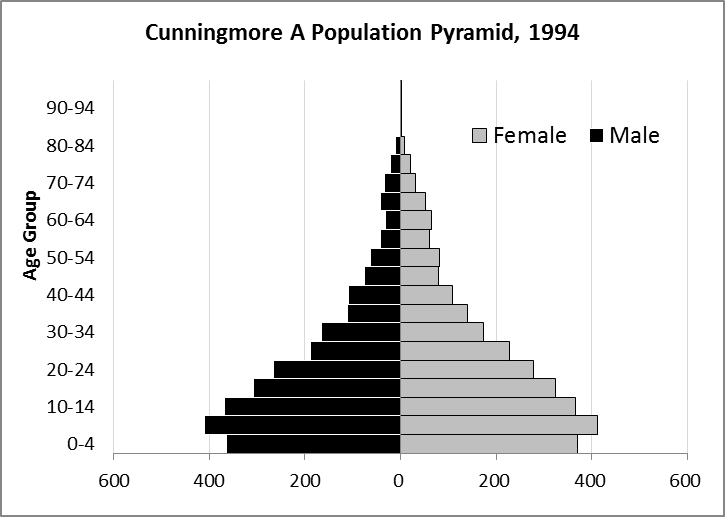 Cunningmore A Population Pyramid, 1994
Age Group
90-94
80-84
70-74
60-64
50-54
40-44
30-34
20-24
10-14
0-4
Female Male
600 400 200 0 200 400 600